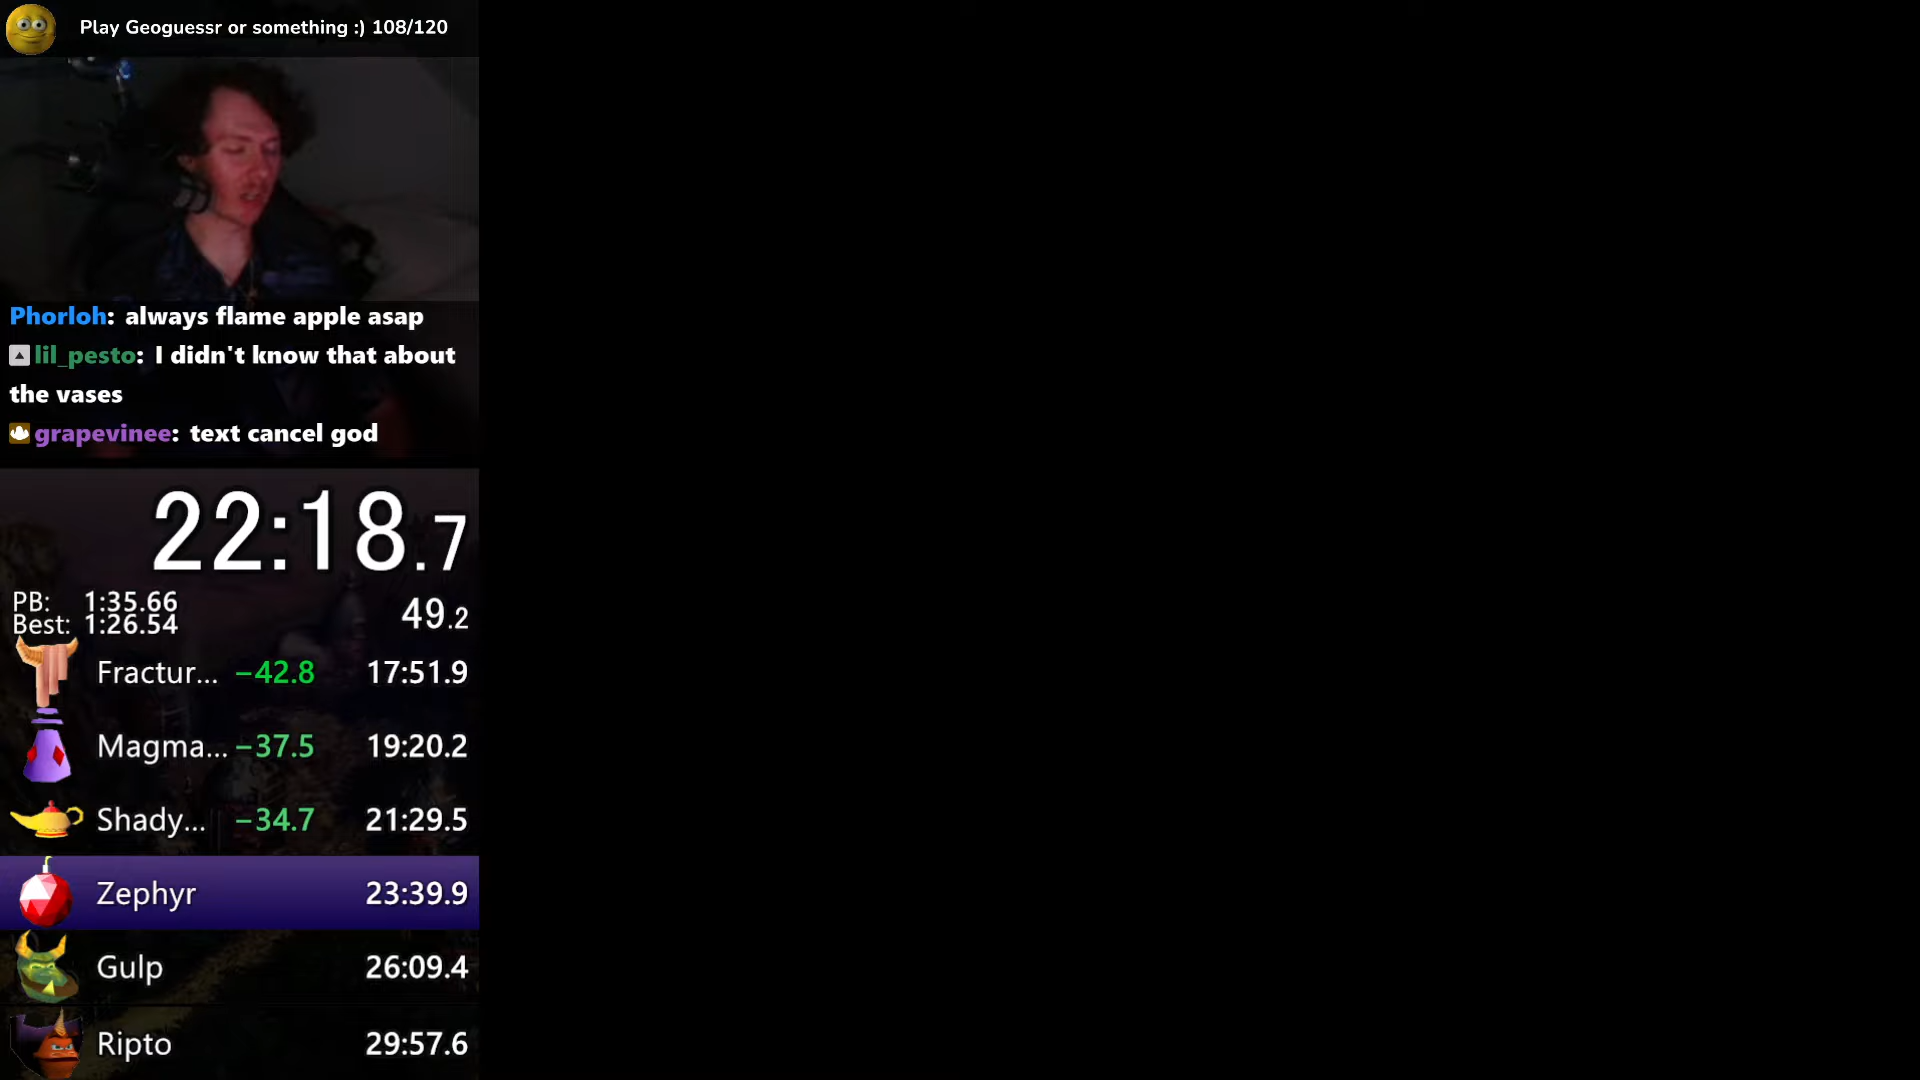 Play Geoguessr or something :) 108/120
Phorloh: always flame apple asap
lil_pesto: I didn't know that about
the vases
grapevinee: text cancel god
22:18.7
PB: 1:35.66
Best: 1:26.54
49.2
Fractur... −42.8 17:51.9
Magma... −37.5 19:20.2
Shady... −34.7 21:29.5
Zephyr 23:39.9
Gulp 26:09.4
Ripto 29:57.6